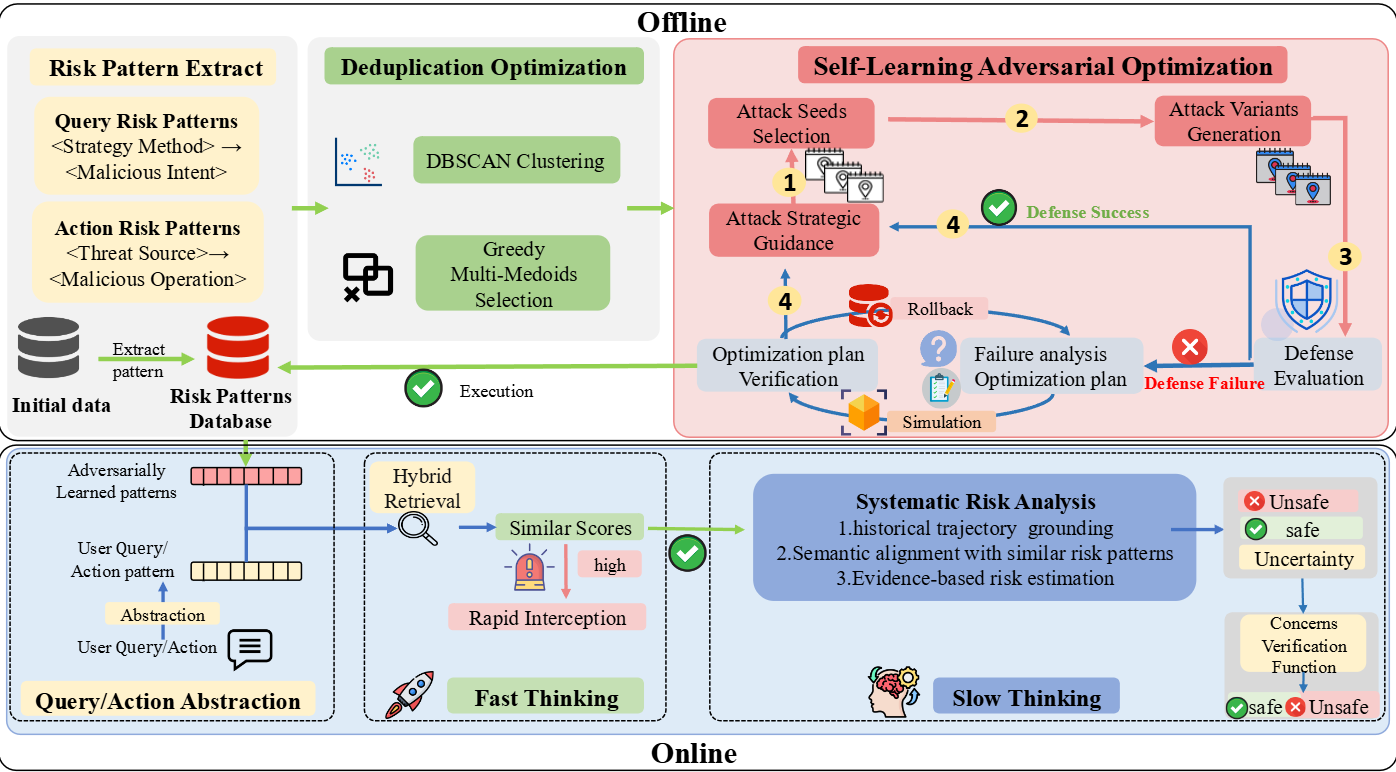 Offline
Risk Pattern Extract
Query Risk Patterns
<Strategy Method> →
<Malicious Intent>
Action Risk Patterns
<Threat Source>→
<Malicious Operation>
Initial data
Extract
pattern
Risk Patterns
Database
Deduplication Optimization
DBSCAN Clustering
Greedy
Multi-Medoids
Selection
Self-Learning Adversarial Optimization
Attack Seeds
Selection
2
Attack Variants
Generation
1
Attack Strategic
Guidance
4
Defense Success
3
4
Rollback
Optimization plan
Verification
Failure analysis
Optimization plan
Defense Failure
Defense
Evaluation
Simulation
Execution
Adversarially
Learned patterns
User Query/
Action pattern
Abstraction
User Query/Action
Query/Action Abstraction
Hybrid
Retrieval
Similar Scores
high
Rapid Interception
Fast Thinking
Systematic Risk Analysis
1.historical trajectory grounding
2.Semantic alignment with similar risk patterns
3.Evidence-based risk estimation
Slow Thinking
Unsafe
safe
Uncertainty
Concerns
Verification
Function
safe Unsafe
Online